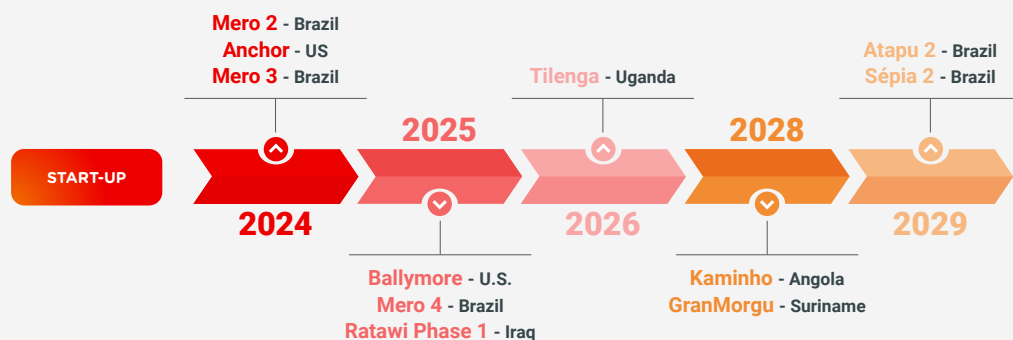 Mero 2 - Brazil
Anchor - US
Mero 3 - Brazil
Tilenga - Uganda
Atapu 2 - Brazil
Sépia 2 - Brazil
2025
2028
START-UP
2024
2026
2029
Ballymore - U.S.
Mero 4 - Brazil
Ratawi Phase 1 - Iraq
Kaminho - Angola
GranMorgu - Suriname